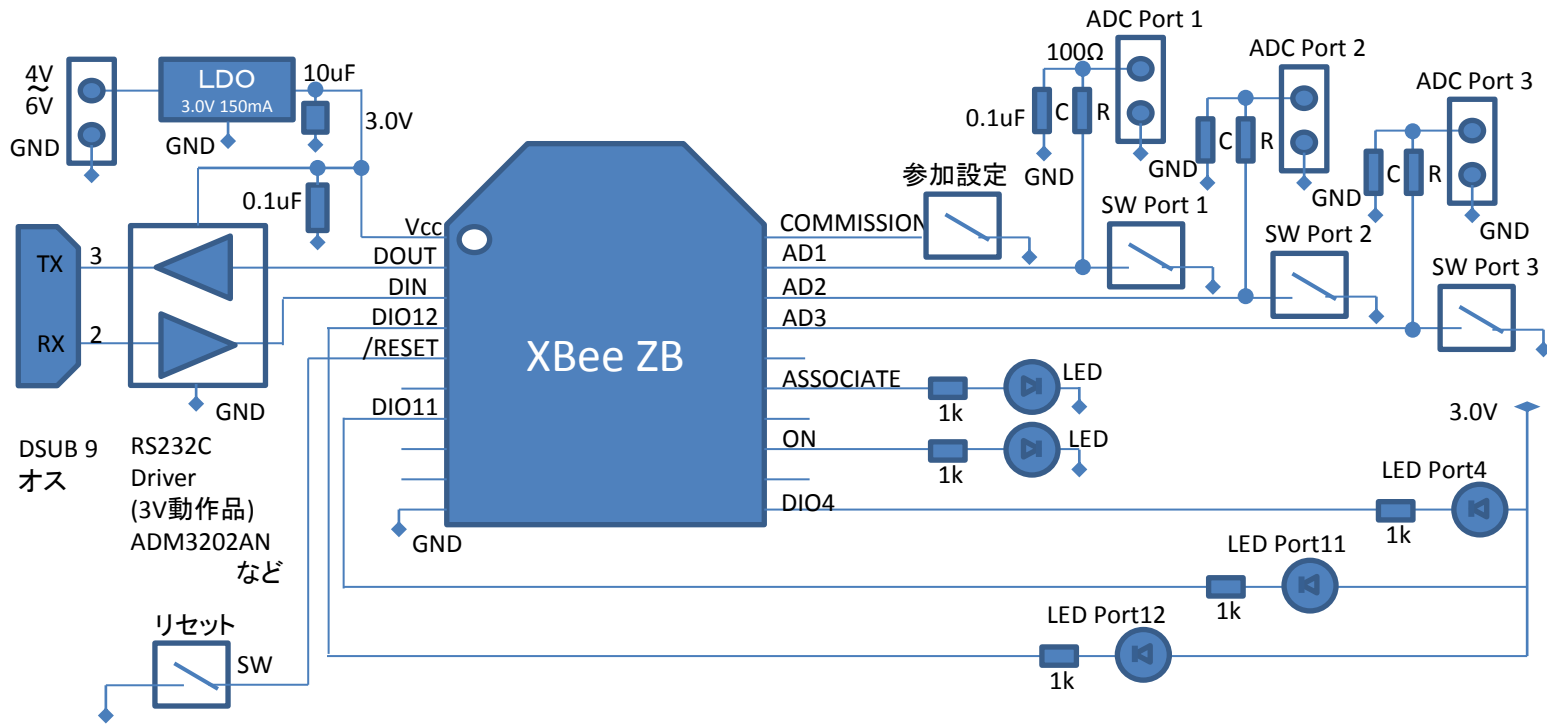 4V
~
6V
GND
LDO
3.0V 150mA
GND
10uF
3.0V
0.1uF
TX
3
RX
2
GND
DSUB 9
オス
RS232C
Driver
(3V動作品)
ADM3202AN
など
リセット
SW
Vcc
DOUT
DIN
DIO12
/RESET
DIO11
GND
XBee ZB
COMMISSION
AD1
AD2
AD3
ASSOCIATE
ON
DIO4
参加設定
ADC Port 1
100Ω
0.1uF
C
R
GND
GND
SW Port 1
ADC Port 2
C
R
GND
SW Port 2
ADC Port 3
C
R
GND
SW Port 3
1k
LED
1k
LED
3.0V
LED Port4
1k
LED Port11
1k
LED Port12
1k